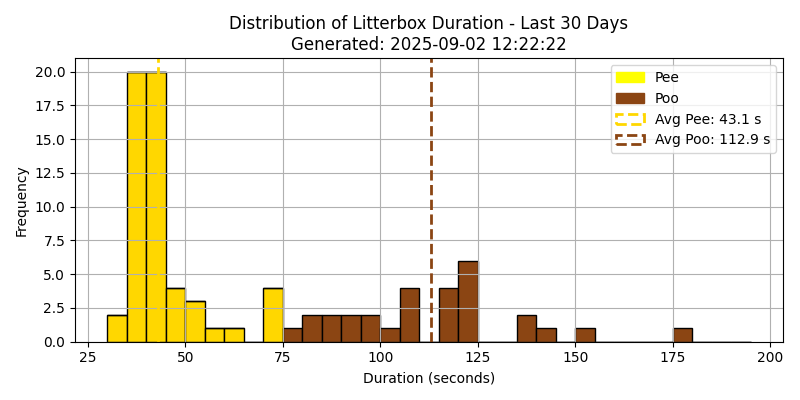 Distribution of Litterbox Duration - Last 30 Days
Generated: 2025-09-02 12:22:22
Pee
Poo
Avg Pee: 43.1 s
Avg Poo: 112.9 s
Frequency
20.0
17.5
15.0
12.5
10.0
7.5
5.0
2.5
0.0
25 50 75 100 125 150 175 200
Duration (seconds)